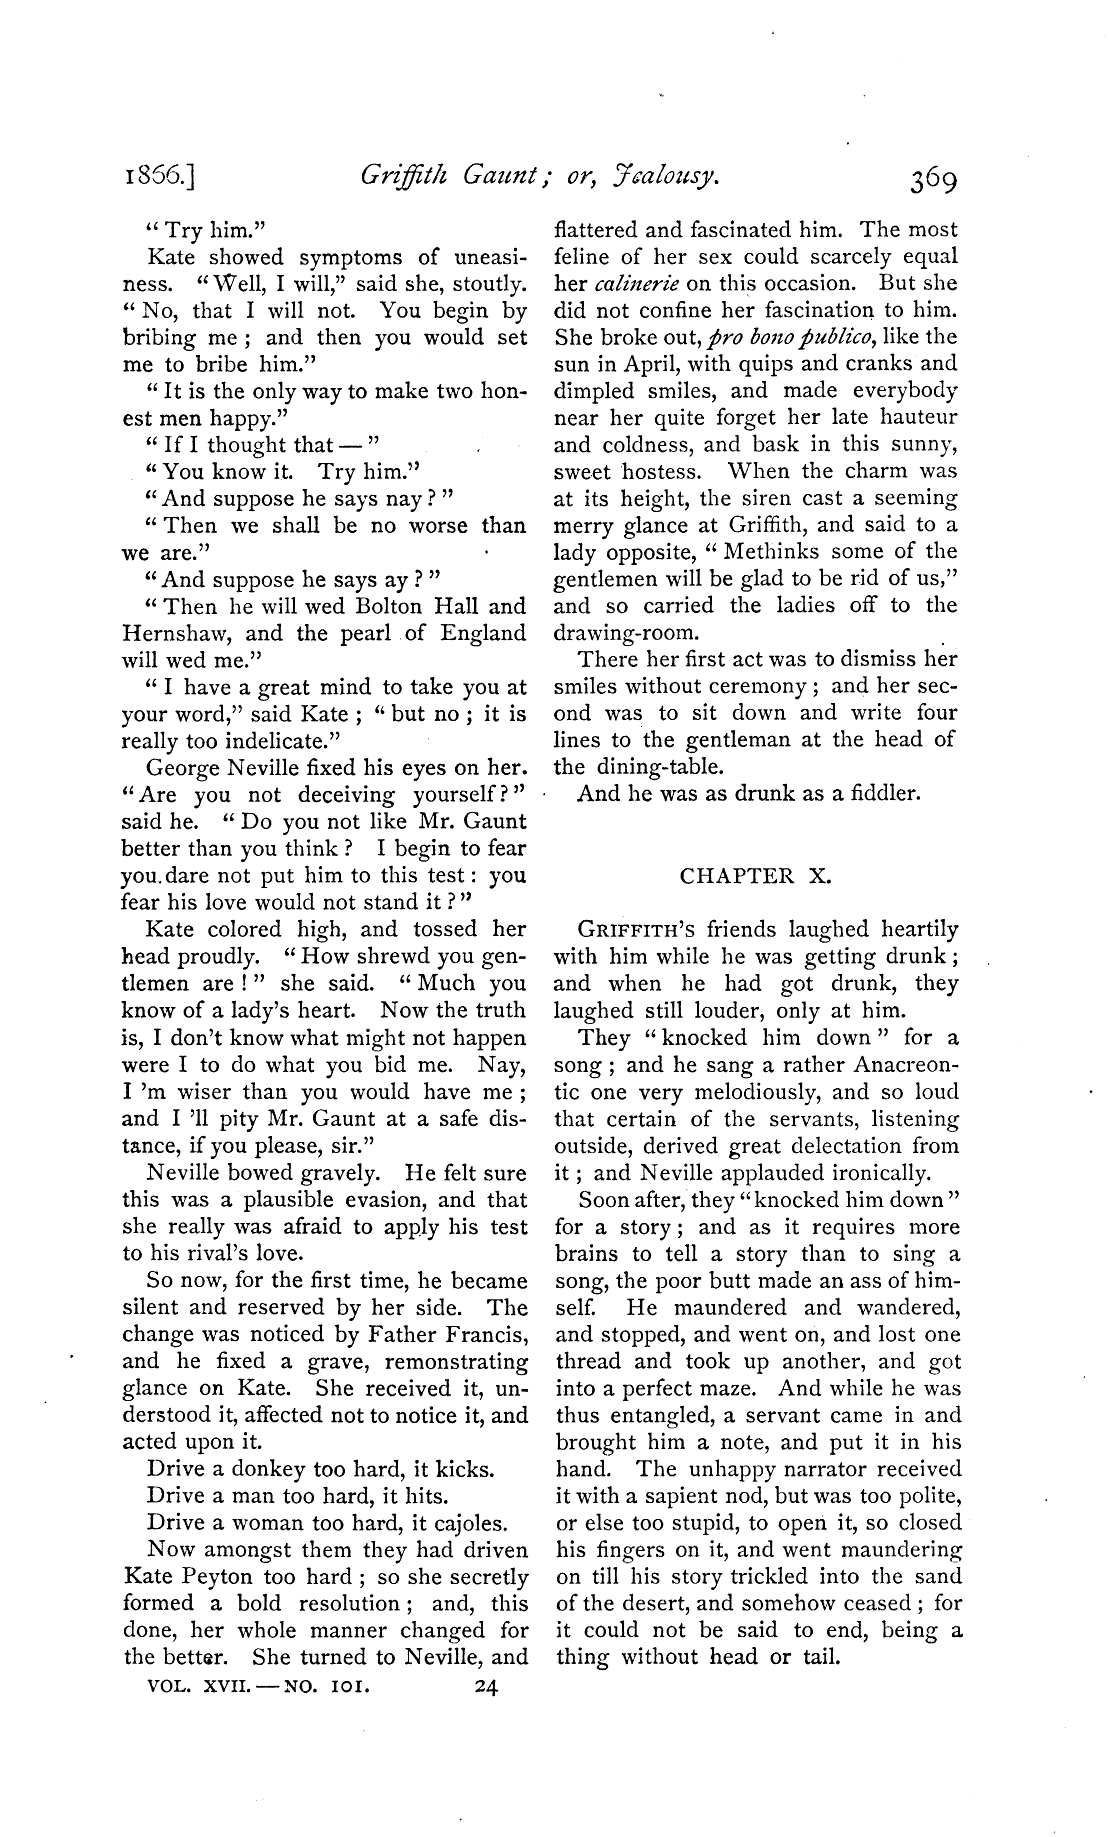 1866.] Griffith Gaunt; or, Jealousy. 369
“Try him.”
Kate showed symptoms of uneasi-
ness. “Well, I will,” said she, stoutly.
“No, that I will not. You begin by
bribing me; and then you would set
me to bribe him.”
“It is the only way to make two hon-
est men happy.”
“If I thought that—”
“You know it. Try him.”
“And suppose he says nay?”
“Then we shall be no worse than
we are.”
“And suppose he says ay?”
“Then he will wed Bolton Hall and
Hernshaw, and the pearl of England
will wed me.”
“I have a great mind to take you at
your word,” said Kate; “but no; it is
really too indelicate.”
George Neville fixed his eyes on her.
“Are you not deceiving yourself?”
said he. “Do you not like Mr. Gaunt
better than you think? I begin to fear
you dare not put him to this test: you
fear his love would not stand it?”
Kate colored high, and tossed her
head proudly. “How shrewd you gen-
tlemen are!” she said. “Much you
know of a lady's heart. Now the truth
is, I don't know what might not happen
were I to do what you bid me. Nay,
I 'm wiser than you would have me;
and I 'll pity Mr. Gaunt at a safe dis-
tance, if you please, sir.”
Neville bowed gravely. He felt sure
this was a plausible evasion, and that
she really was afraid to apply his test
to his rival's love.
So now, for the first time, he became
silent and reserved by her side. The
change was noticed by Father Francis,
and he fixed a grave, remonstrating
glance on Kate. She received it, un-
derstood it, affected not to notice it, and
acted upon it.
Drive a donkey too hard, it kicks.
Drive a man too hard, it hits.
Drive a woman too hard, it cajoles.
Now amongst them they had driven
Kate Peyton too hard; so she secretly
formed a bold resolution; and, this
done, her whole manner changed for
the better. She turned to Neville, and
flattered and fascinated him. The most
feline of her sex could scarcely equal
her calinerie on this occasion. But she
did not confine her fascination to him.
She broke out, pro bono publico, like the
sun in April, with quips and cranks and
dimpled smiles, and made everybody
near her quite forget her late hauteur
and coldness, and bask in this sunny,
sweet hostess. When the charm was
at its height, the siren cast a seeming
merry glance at Griffith, and said to a
lady opposite, “Methinks some of the
gentlemen will be glad to be rid of us,”
and so carried the ladies off to the
drawing-room.
There her first act was to dismiss her
smiles without ceremony; and her sec-
ond was to sit down and write four
lines to the gentleman at the head of
the dining-table.
And he was as drunk as a fiddler.
CHAPTER X.
GRIFFITH'S friends laughed heartily
with him while he was getting drunk;
and when he had got drunk, they
laughed still louder, only at him.
They “knocked him down” for a
song; and he sang a rather Anacreon-
tic one very melodiously, and so loud
that certain of the servants, listening
outside, derived great delectation from
it; and Neville applauded ironically.
Soon after, they “knocked him down”
for a story; and as it requires more
brains to tell a story than to sing a
song, the poor butt made an ass of him-
self. He maundered and wandered,
and stopped, and went on, and lost one
thread and took up another, and got
into a perfect maze. And while he was
thus entangled, a servant came in and
brought him a note, and put it in his
hand. The unhappy narrator received
it with a sapient nod, but was too polite,
or else too stupid, to open it, so closed
his fingers on it, and went maundering
on till his story trickled into the sand
of the desert, and somehow ceased; for
it could not be said to end, being a
thing without head or tail.
VOL. XVII.—NO. 101. 24